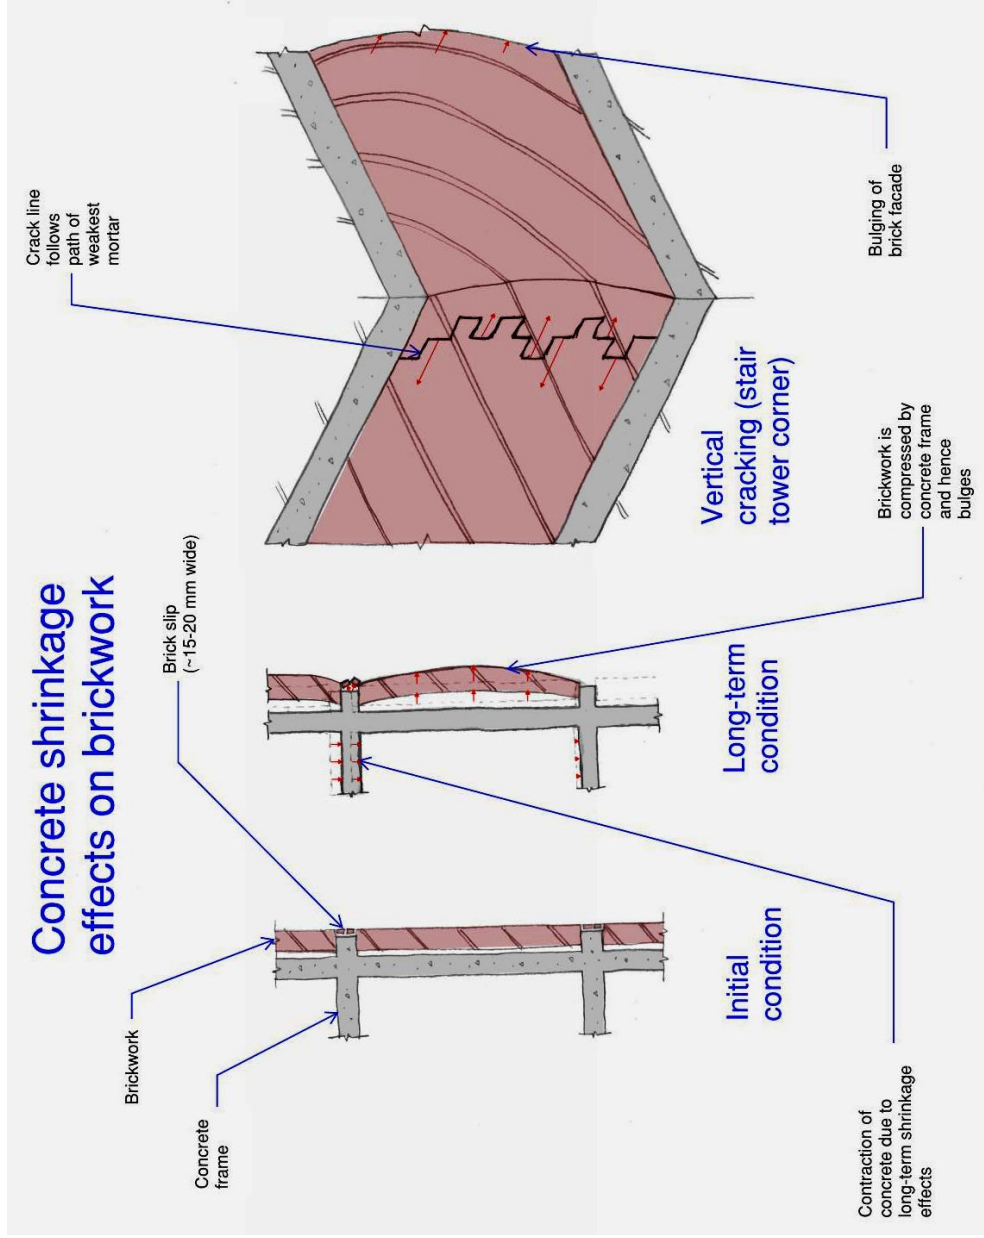 Concrete shrinkage
effects on brickwork
Brickwork
Concrete
frame
Brick slip
(~15-20 mm wide)
Crack line
follows
path of
weakest
mortar
Initial
condition
Long-term
condition
Vertical
cracking (stair
tower corner)
Contraction of
concrete due to
long-term shrinkage
effects
Brickwork is
compressed by
concrete frame
and hence
bulges
Bulging of
brick facade